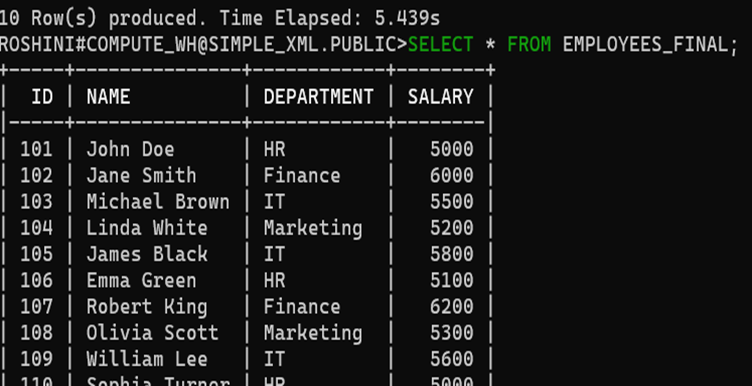 10 Row(s) produced. Time Elapsed: 5.439s
ROSHINI#COMPUTE_WH@SIMPLE_XML.PUBLIC>SELECT * FROM EMPLOYEES_FINAL;
+-----+---------------+------------+--------+
|  ID | NAME          | DEPARTMENT | SALARY |
|-----+---------------+------------+--------|
| 101 | John Doe      | HR         |   5000 |
| 102 | Jane Smith    | Finance    |   6000 |
| 103 | Michael Brown | IT         |   5500 |
| 104 | Linda White   | Marketing  |   5200 |
| 105 | James Black   | IT         |   5800 |
| 106 | Emma Green    | HR         |   5100 |
| 107 | Robert King   | Finance    |   6200 |
| 108 | Olivia Scott  | Marketing  |   5300 |
| 109 | William Lee   | IT         |   5600 |
| 110 | Sophia Turner | HR         |   5000 |